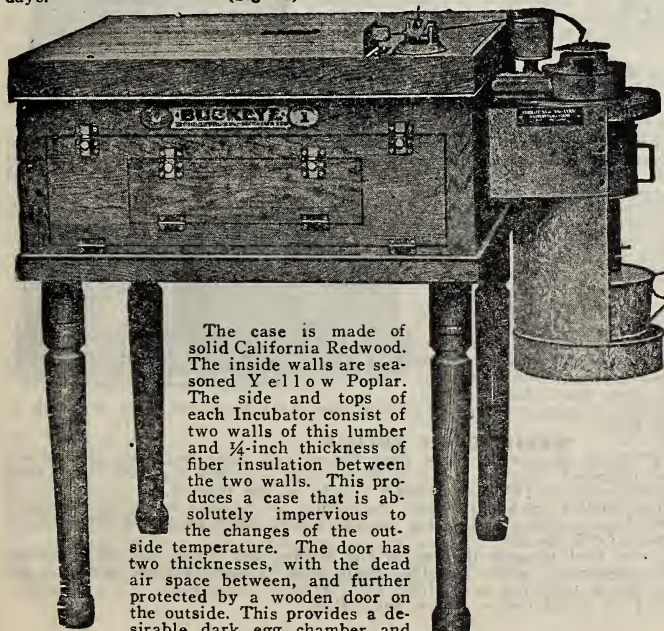 days.
BUCKEYE 1
The case is made of
solid California Redwood.
The inside walls are sea-
soned Yellow Poplar.
The side and tops of
each Incubator consist of
two walls of this lumber
and ¼-inch thickness of
fiber insulation between
the two walls. This pro-
duces a case that is ab-
solutely impervious to
the changes of the out-
side temperature. The door has
two thicknesses, with the dead
air space between, and further
protected by a wooden door on
the outside. This provides a de-
sirable dark egg chamber and